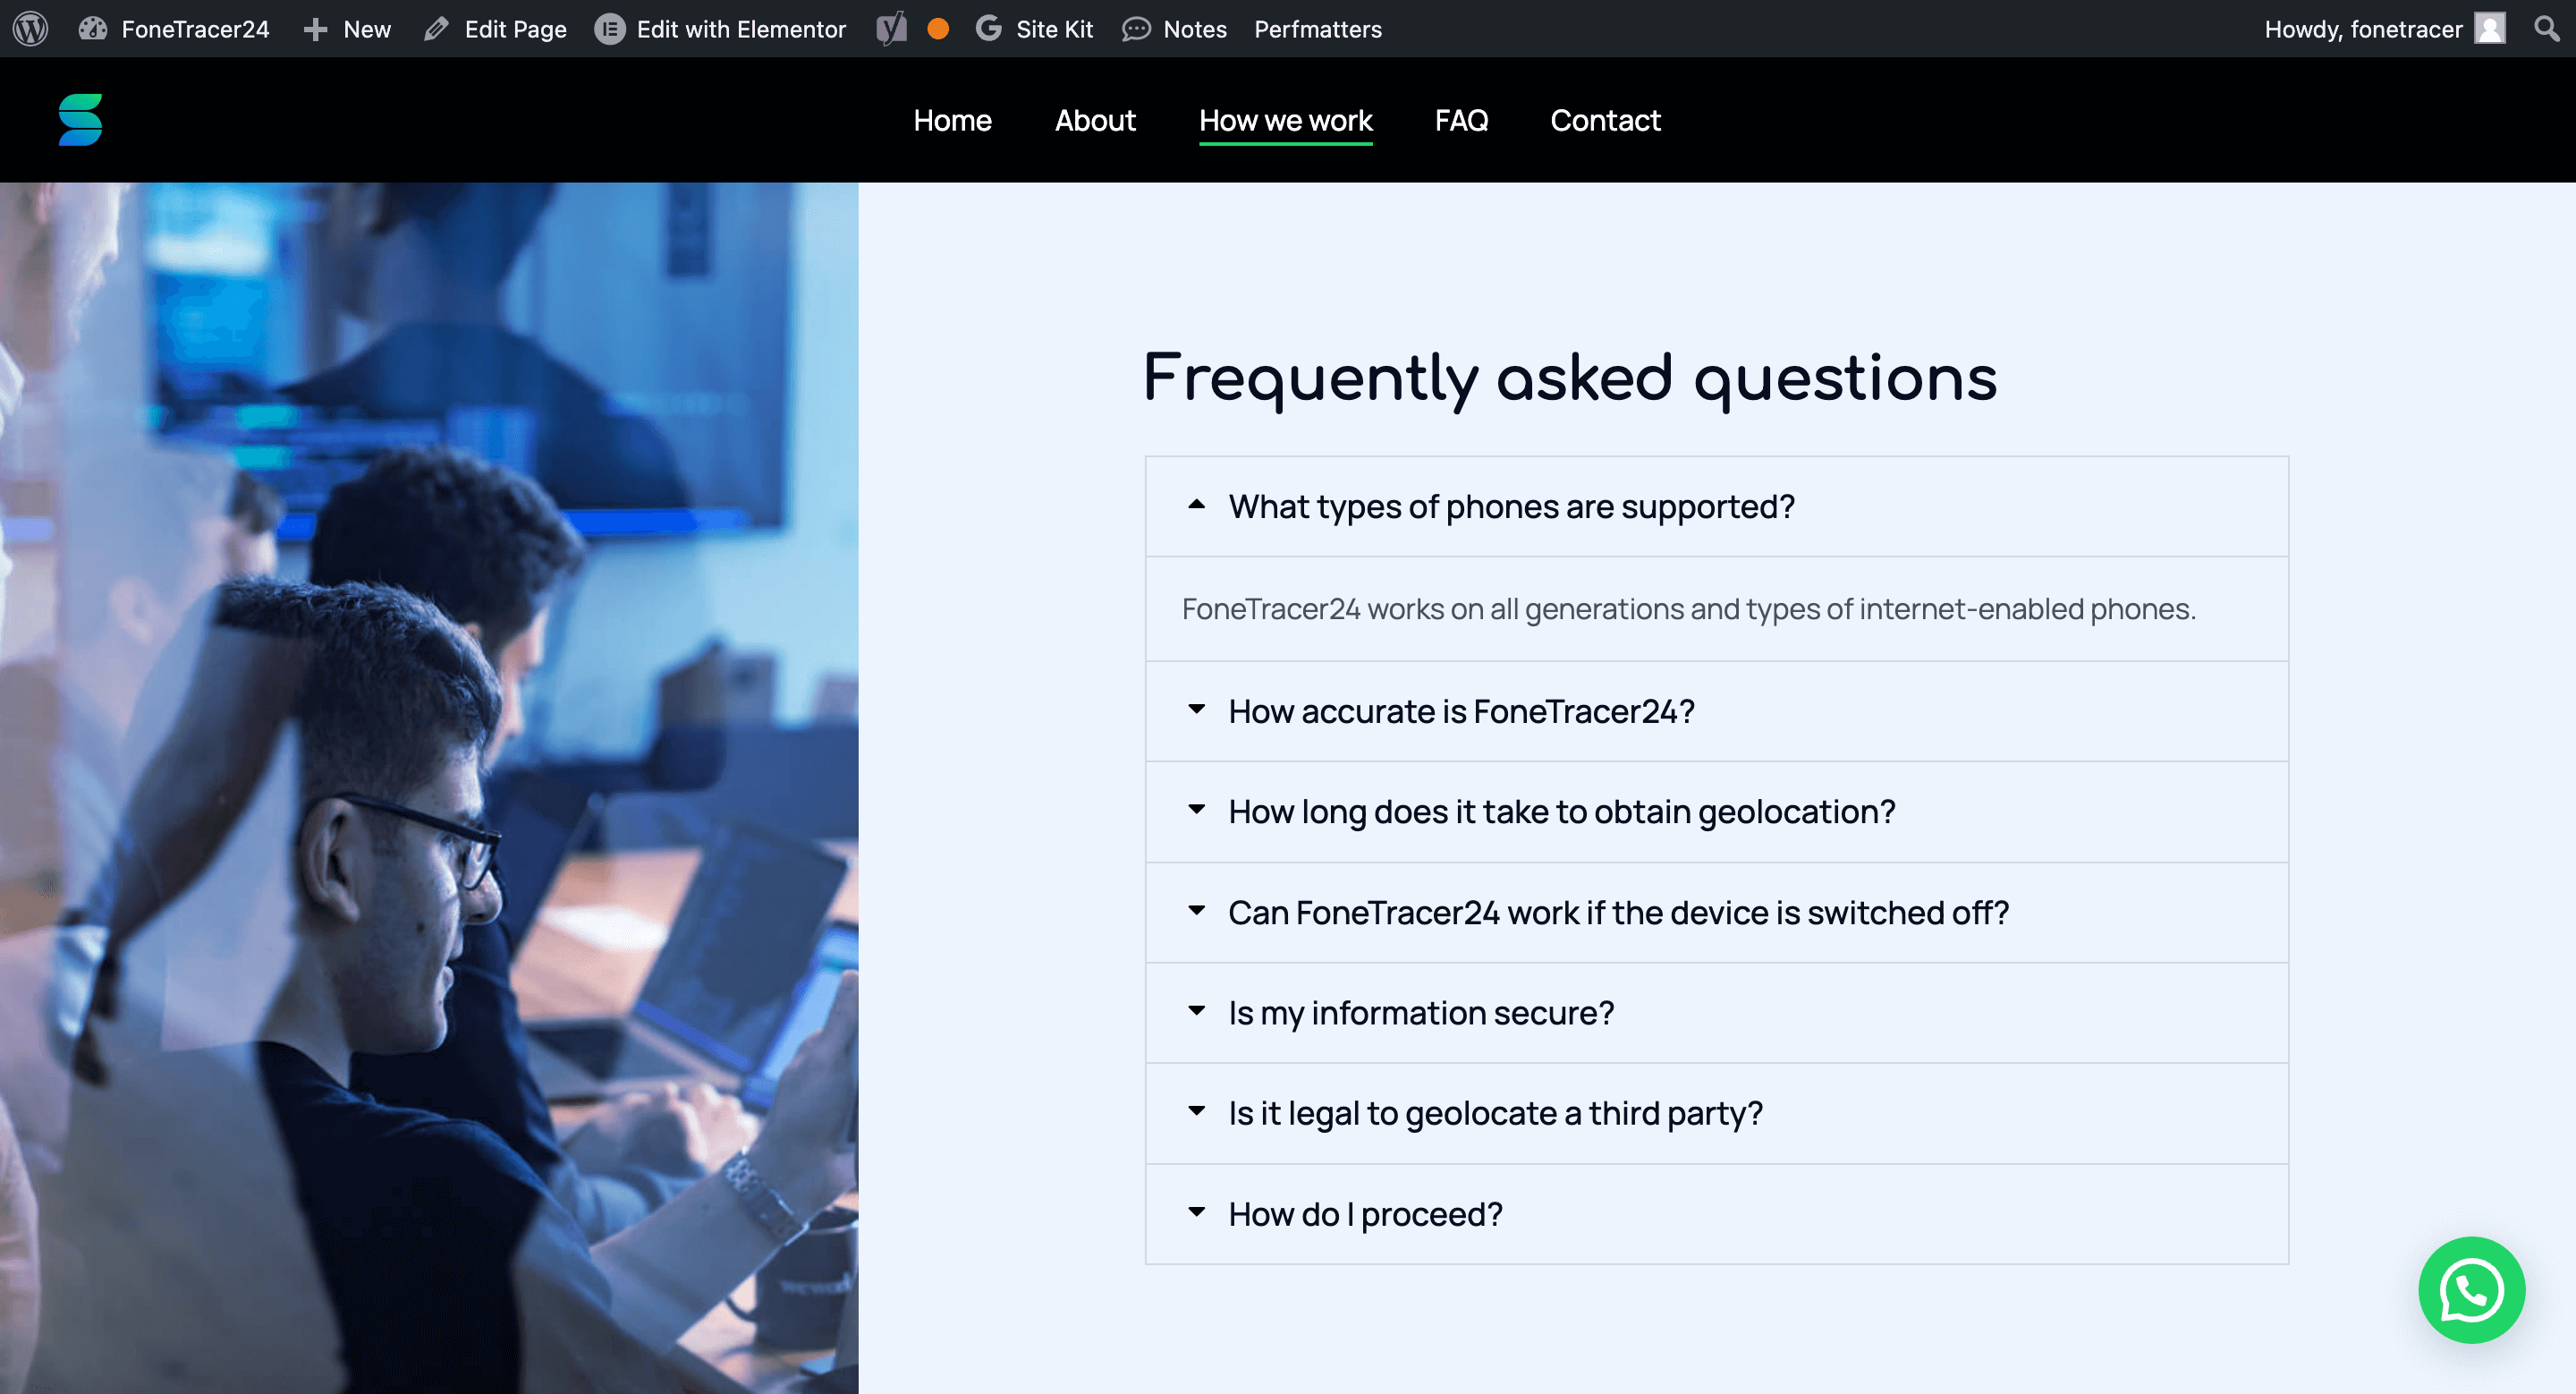 FoneTracer24 New Edit Page Edit with Elementor Site Kit Notes Perfmatters Howdy, fonetracer
Home About How we work FAQ Contact
Frequently asked questions
What types of phones are supported?
FoneTracer24 works on all generations and types of internet-enabled phones.
How accurate is FoneTracer24?
How long does it take to obtain geolocation?
Can FoneTracer24 work if the device is switched off?
Is my information secure?
Is it legal to geolocate a third party?
How do I proceed?